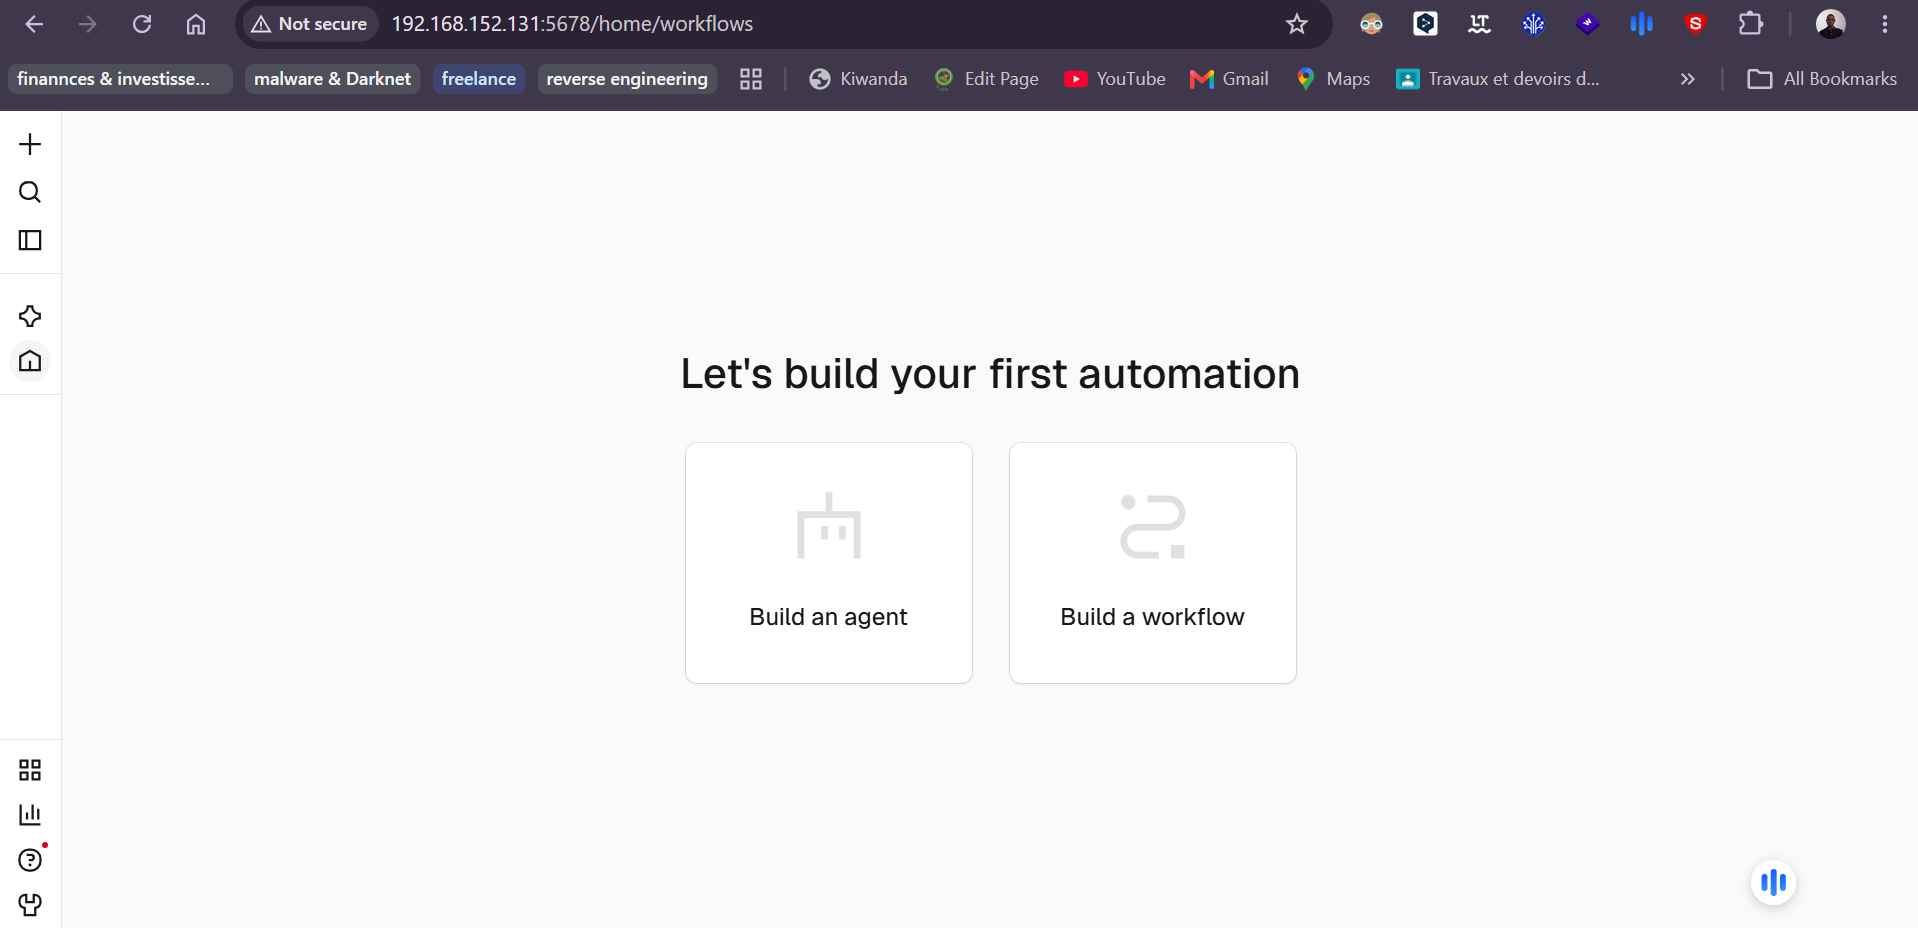 Not secure
192.168.152.131:5678/home/workflows
finannces & investisse...
malware & Darknet
freelance
reverse engineering
Kiwanda
Edit Page
YouTube
Gmail
Maps
Travaux et devoirs d...
All Bookmarks
Let's build your first automation
Build an agent
Build a workflow